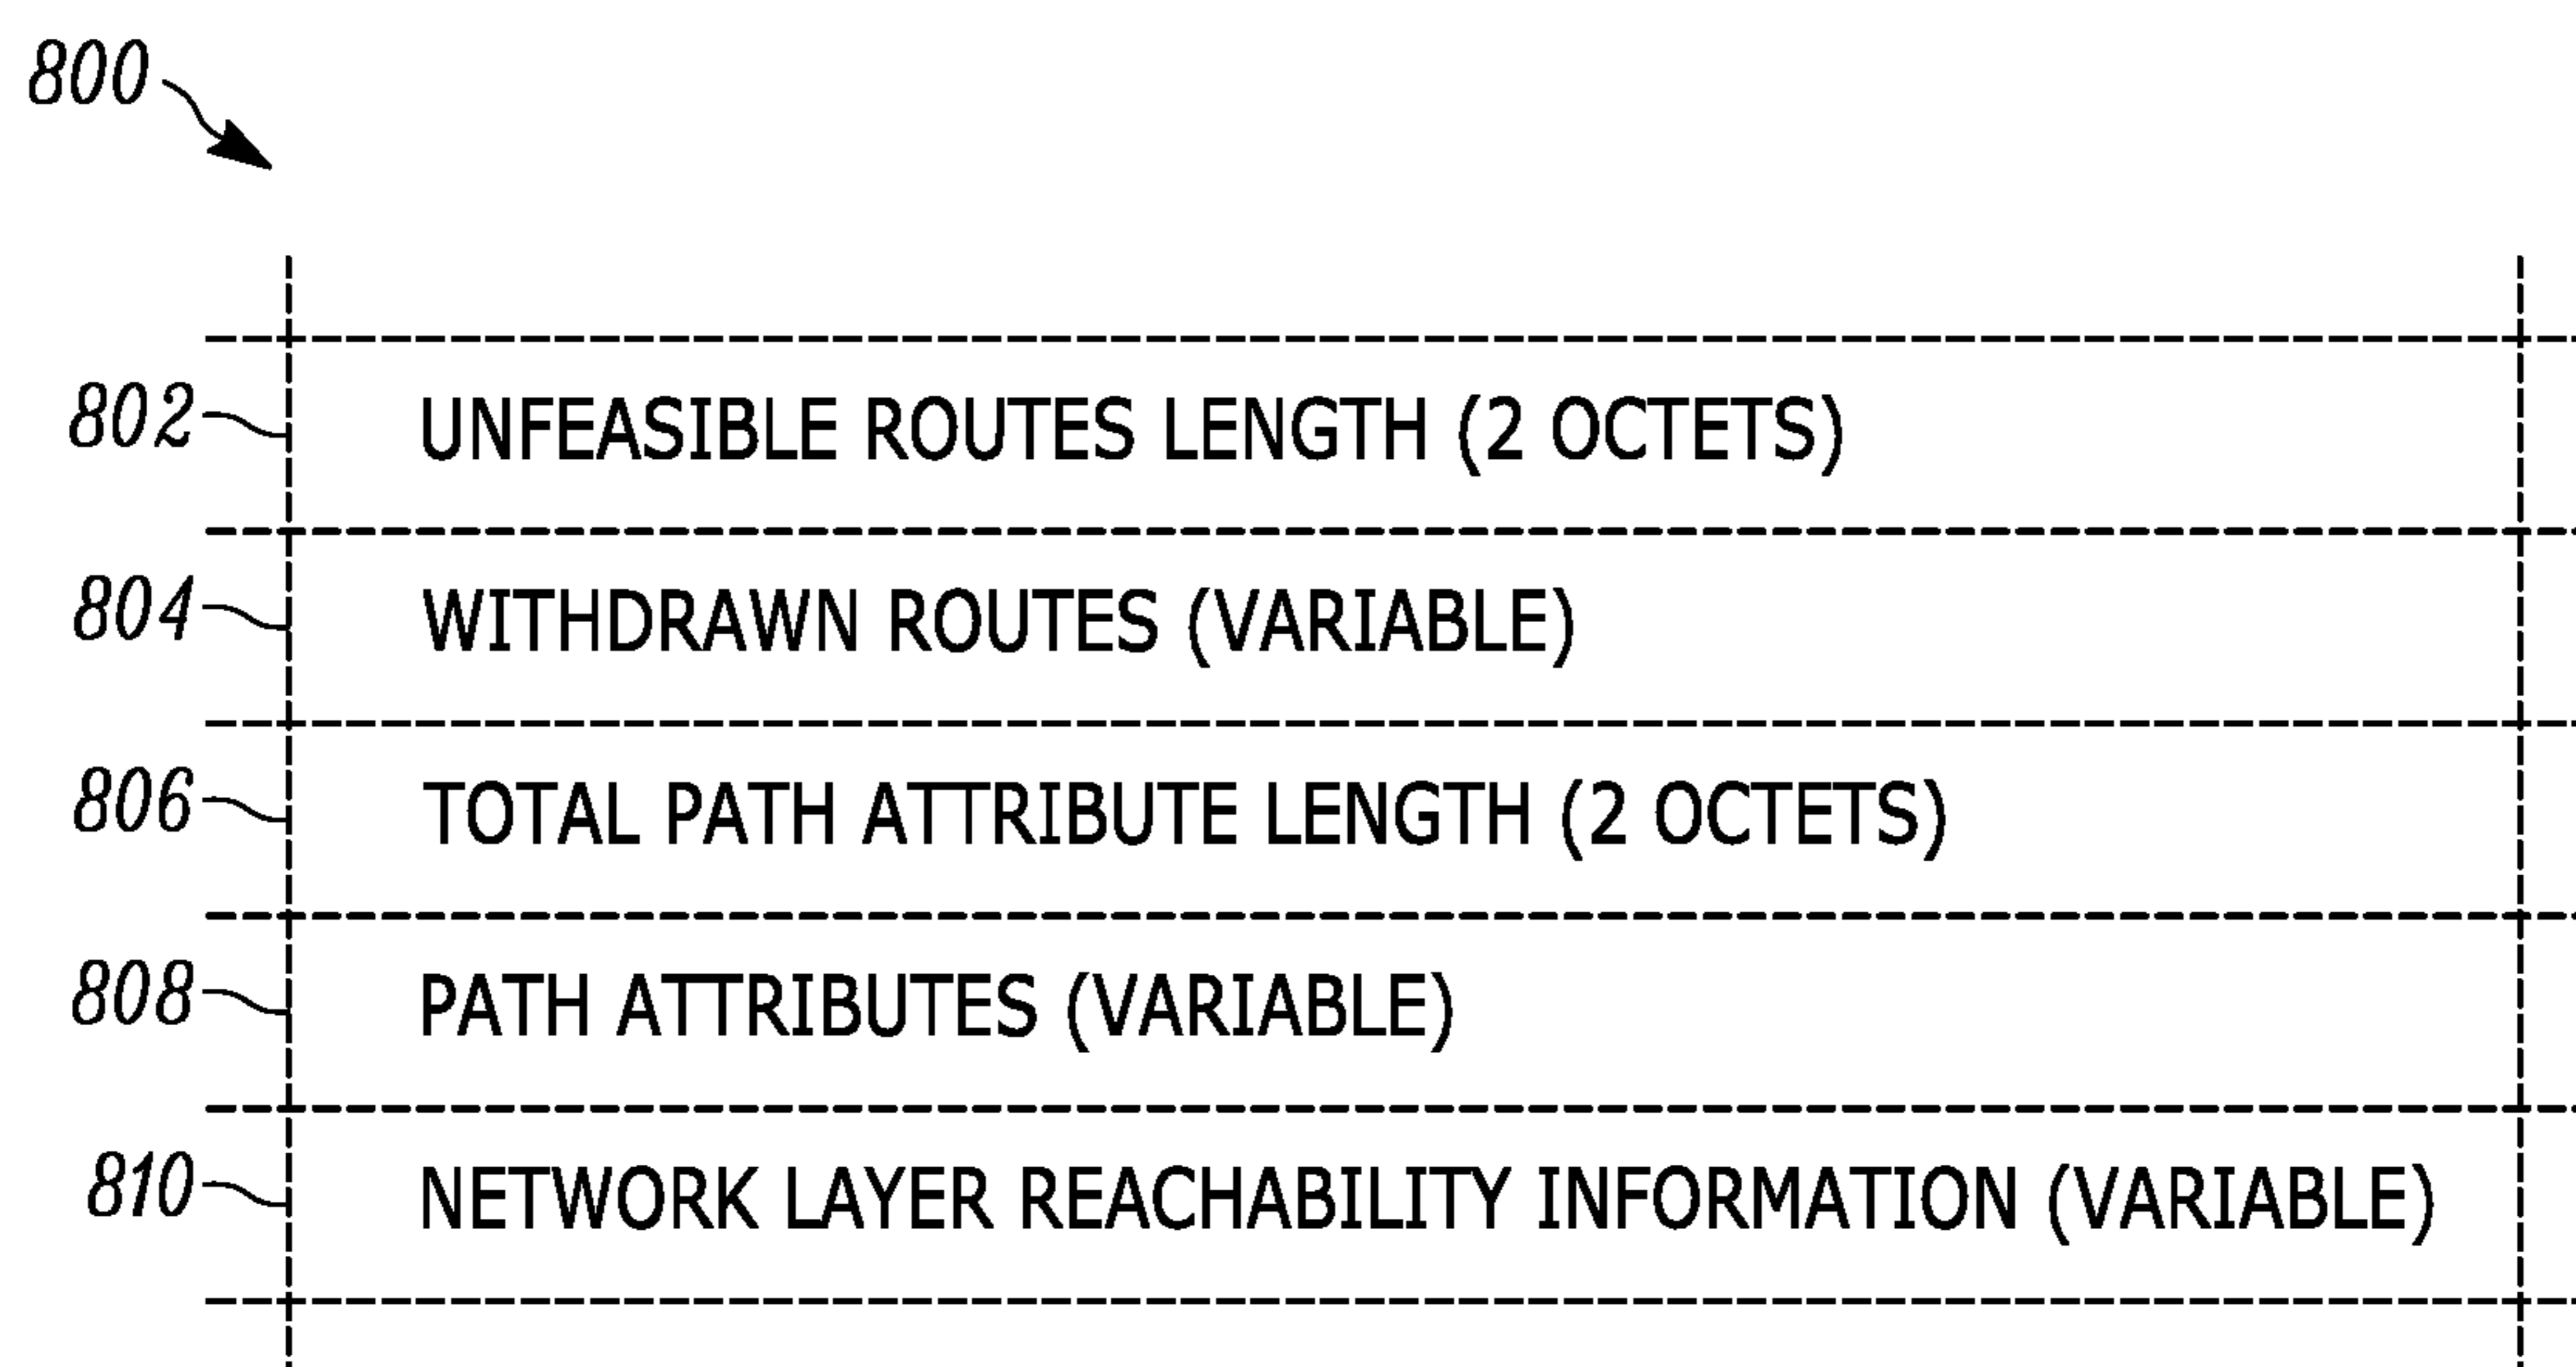 800
802 UNFEASIBLE ROUTES LENGTH (2 OCTETS)
804 WITHDRAWN ROUTES (VARIABLE)
806 TOTAL PATH ATTRIBUTE LENGTH (2 OCTETS)
808 PATH ATTRIBUTES (VARIABLE)
810 NETWORK LAYER REACHABILITY INFORMATION (VARIABLE)